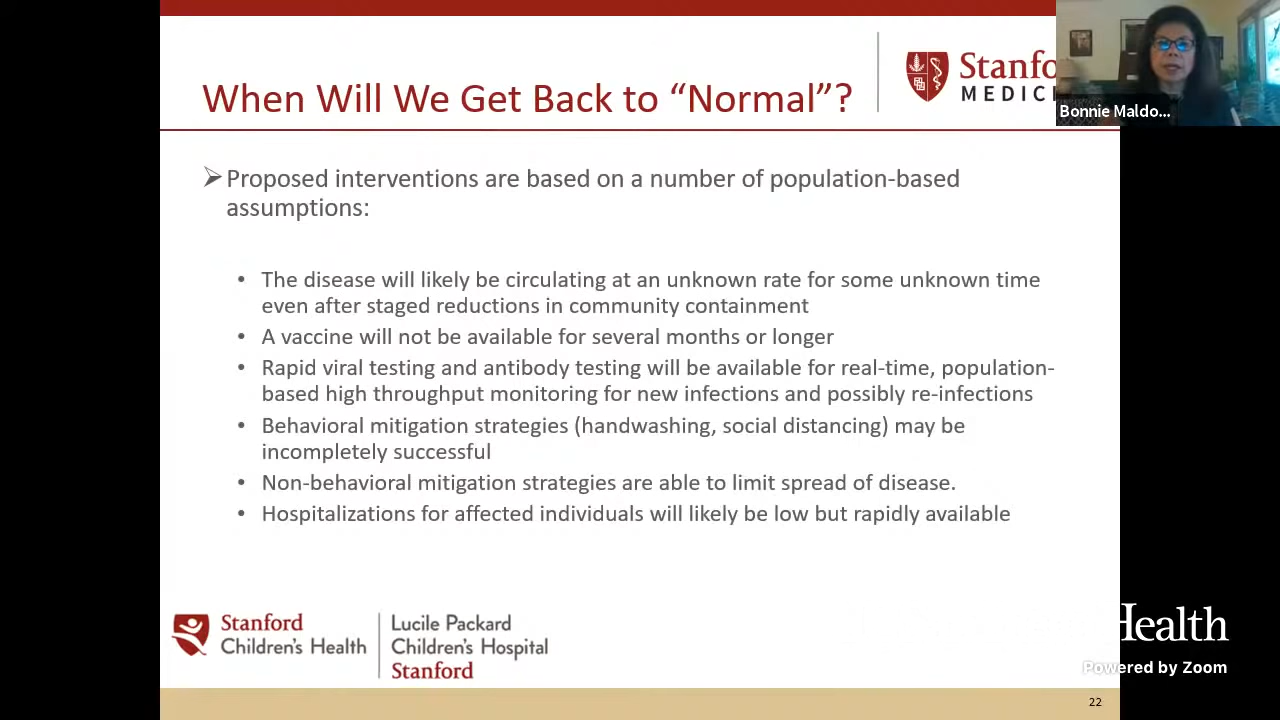 When Will We Get Back to “Normal”?
Stanfo
MEDICI
Bonnie Maldo...
Proposed interventions are based on a number of population-based
assumptions:
• The disease will likely be circulating at an unknown rate for some unknown time
even after staged reductions in community containment
• A vaccine will not be available for several months or longer
• Rapid viral testing and antibody testing will be available for real-time, population-
based high throughput monitoring for new infections and possibly re-infections
• Behavioral mitigation strategies (handwashing, social distancing) may be
incompletely successful
• Non-behavioral mitigation strategies are able to limit spread of disease.
• Hospitalizations for affected individuals will likely be low but rapidly available
Stanford
Children’s Health
Lucile Packard
Children’s Hospital
Stanford
Health
Powered by Zoom
22